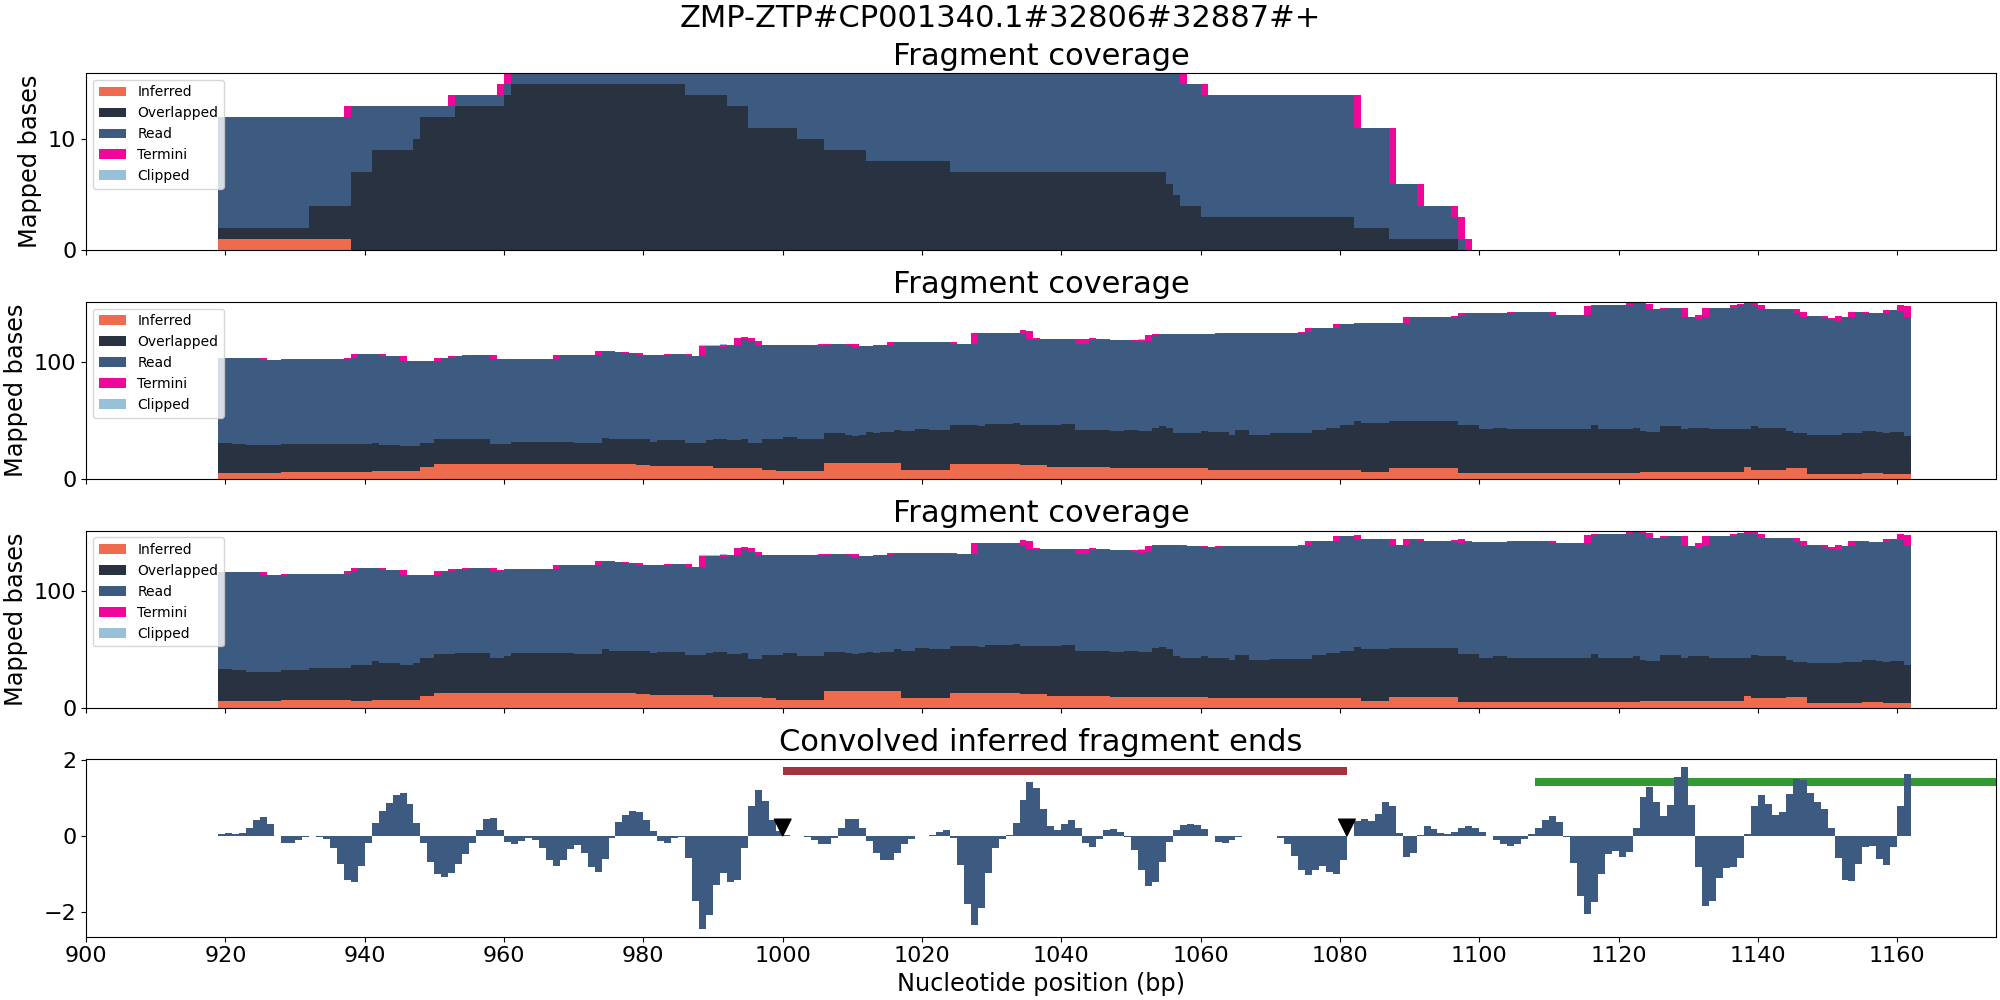 ZMP-ZTP#CP001340.1#32806#32887#+
Fragment coverage
Mapped bases
10
0
Inferred
Overlapped
Read
Termini
Clipped
Fragment coverage
Mapped bases
100
0
Inferred
Overlapped
Read
Termini
Clipped
Fragment coverage
Mapped bases
100
0
Inferred
Overlapped
Read
Termini
Clipped
Convolved inferred fragment ends
2
0
−2
900 920 940 960 980 1000 1020 1040 1060 1080 1100 1120 1140 1160
Nucleotide position (bp)